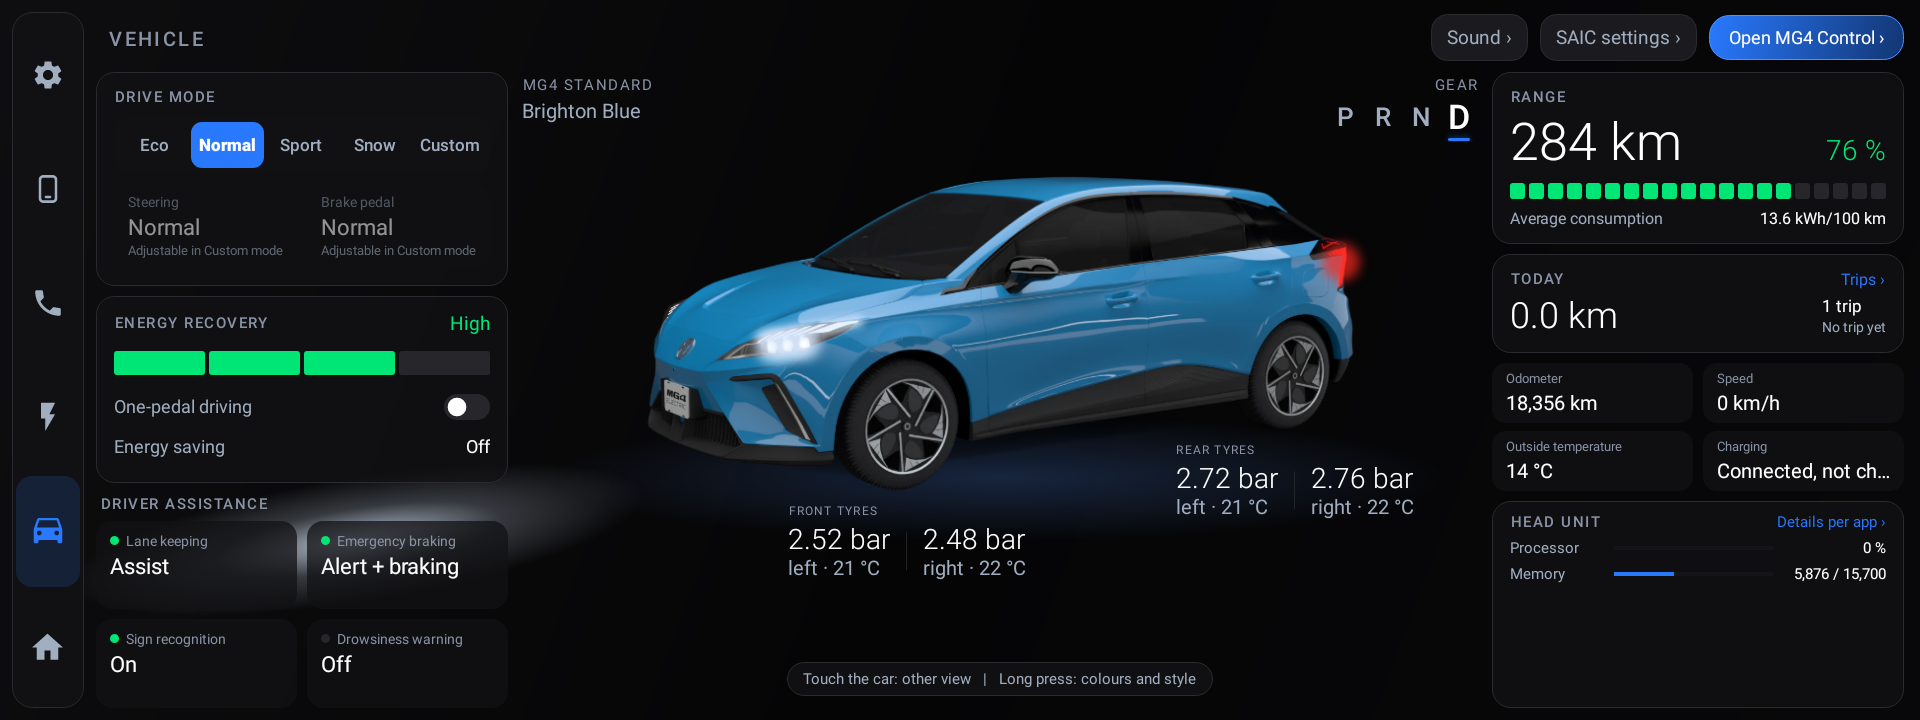 VEHICLE
Sound ›
SAIC settings ›
Open MG4 Control ›
DRIVE MODE
Eco
Normal
Sport
Snow
Custom
Steering
Normal
Adjustable in Custom mode
Brake pedal
Normal
Adjustable in Custom mode
ENERGY RECOVERY
High
One-pedal driving
Energy saving
Off
DRIVER ASSISTANCE
Lane keeping
Assist
Emergency braking
Alert + braking
Sign recognition
On
Drowsiness warning
Off
MG4 STANDARD
Brighton Blue
GEAR
P R N D
MG4
ELECTRIC
REAR TYRES
2.72 bar
left · 21 °C
2.76 bar
right · 22 °C
FRONT TYRES
2.52 bar
left · 21 °C
2.48 bar
right · 22 °C
Touch the car: other view | Long press: colours and style
RANGE
284 km
76 %
Average consumption
13.6 kWh/100 km
TODAY
Trips ›
0.0 km
1 trip
No trip yet
Odometer
18,356 km
Speed
0 km/h
Outside temperature
14 °C
Charging
Connected, not ch…
HEAD UNIT
Details per app ›
Processor
0 %
Memory
5,876 / 15,700